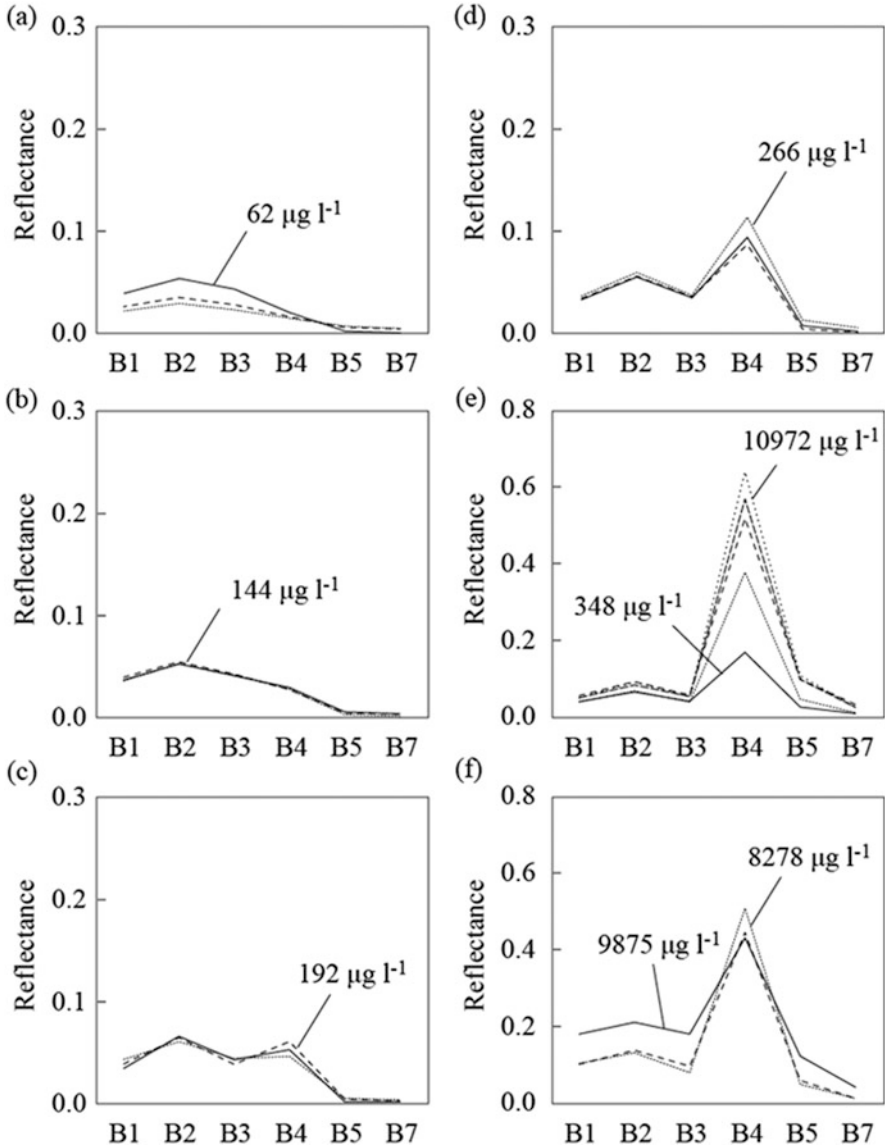 (a)
0.3
0.2
0.1
0.0
Reflectance
62 μg l-1
B1 B2 B3 B4 B5 B7
(b)
0.3
0.2
0.1
0.0
Reflectance
144 μg l-1
B1 B2 B3 B4 B5 B7
(c)
0.3
0.2
0.1
0.0
Reflectance
192 μg l-1
B1 B2 B3 B4 B5 B7
(d)
0.3
0.2
0.1
0.0
Reflectance
266 μg l-1
B1 B2 B3 B4 B5 B7
(e)
0.8
0.6
0.4
0.2
0.0
Reflectance
10972 μg l-1
348 μg l-1
B1 B2 B3 B4 B5 B7
(f)
0.8
0.6
0.4
0.2
0.0
Reflectance
8278 μg l-1
9875 μg l-1
B1 B2 B3 B4 B5 B7